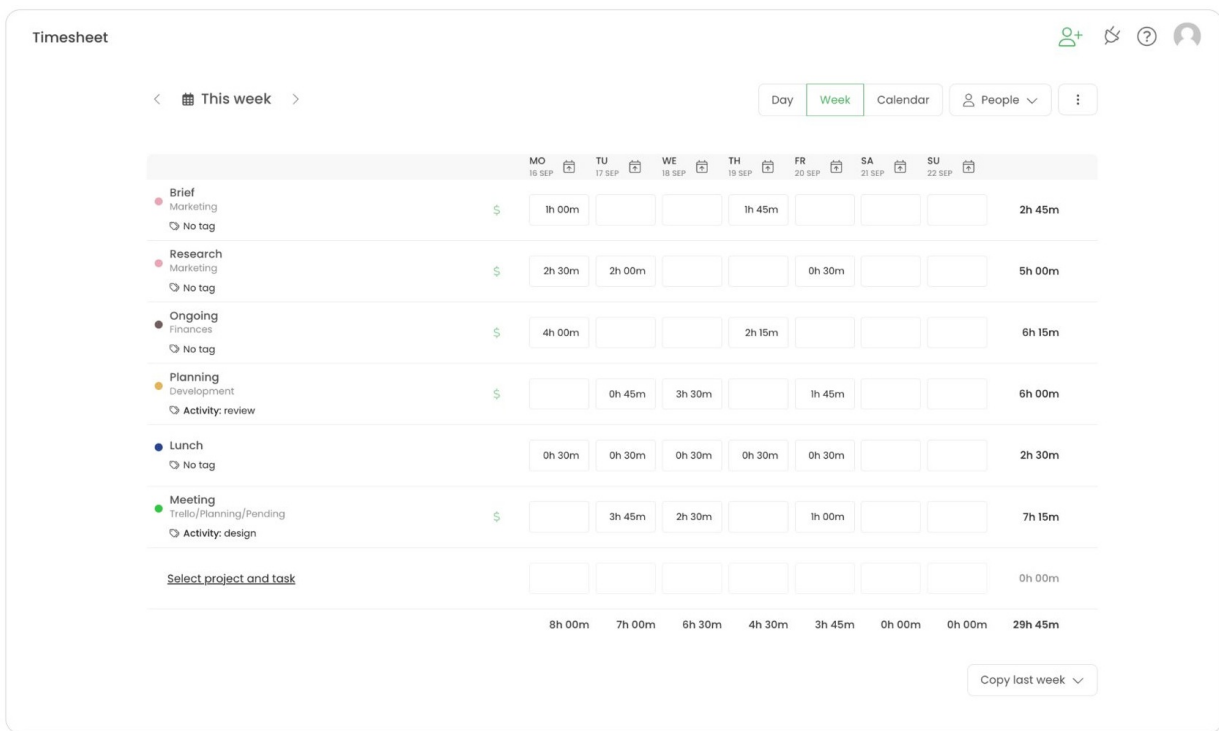 Timesheet
This week
Day Week Calendar People
MO TU WE TH FR SA SU
16 SEP 17 SEP 18 SEP 19 SEP 20 SEP 21 SEP 22 SEP
Brief
Marketing
No tag
$ 1h 00m 1h 45m 2h 45m
Research
Marketing
No tag
$ 2h 30m 2h 00m 0h 30m 5h 00m
Ongoing
Finances
No tag
$ 4h 00m 2h 15m 6h 15m
Planning
Development
Activity: review
$ 0h 45m 3h 30m 1h 45m 6h 00m
Lunch
No tag
0h 30m 0h 30m 0h 30m 0h 30m 0h 30m 2h 30m
Meeting
Trello/Planning/Pending
Activity: design
$ 3h 45m 2h 30m 1h 00m 7h 15m
Select project and task 0h 00m
8h 00m 7h 00m 6h 30m 4h 30m 3h 45m 0h 00m 0h 00m 29h 45m
Copy last week